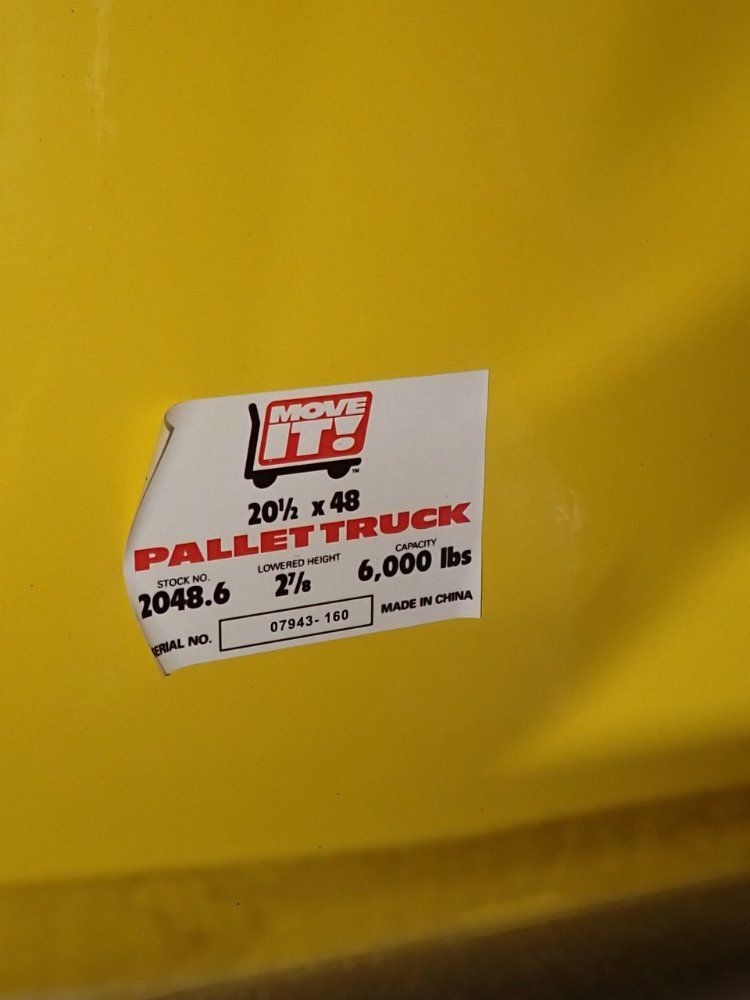 MOVE
IT!
™
20½ x 48
PALLET TRUCK
STOCK NO. LOWERED HEIGHT CAPACITY
2048.6 2⅞ 6,000 lbs
ERIAL NO. 07943-160 MADE IN CHINA